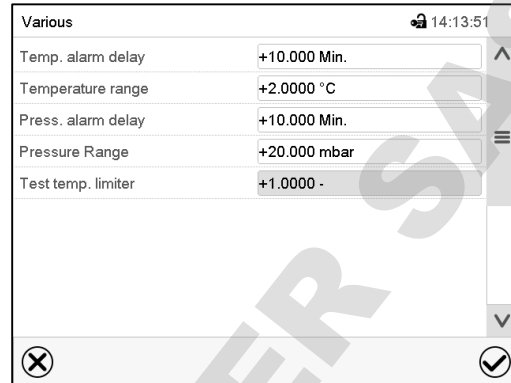 Various 14:13:51
Temp. alarm delay +10.000 Min.
Temperature range +2.0000 °C
Press. alarm delay +10.000 Min.
Pressure Range +20.000 mbar
Test temp. limiter +1.0000 -